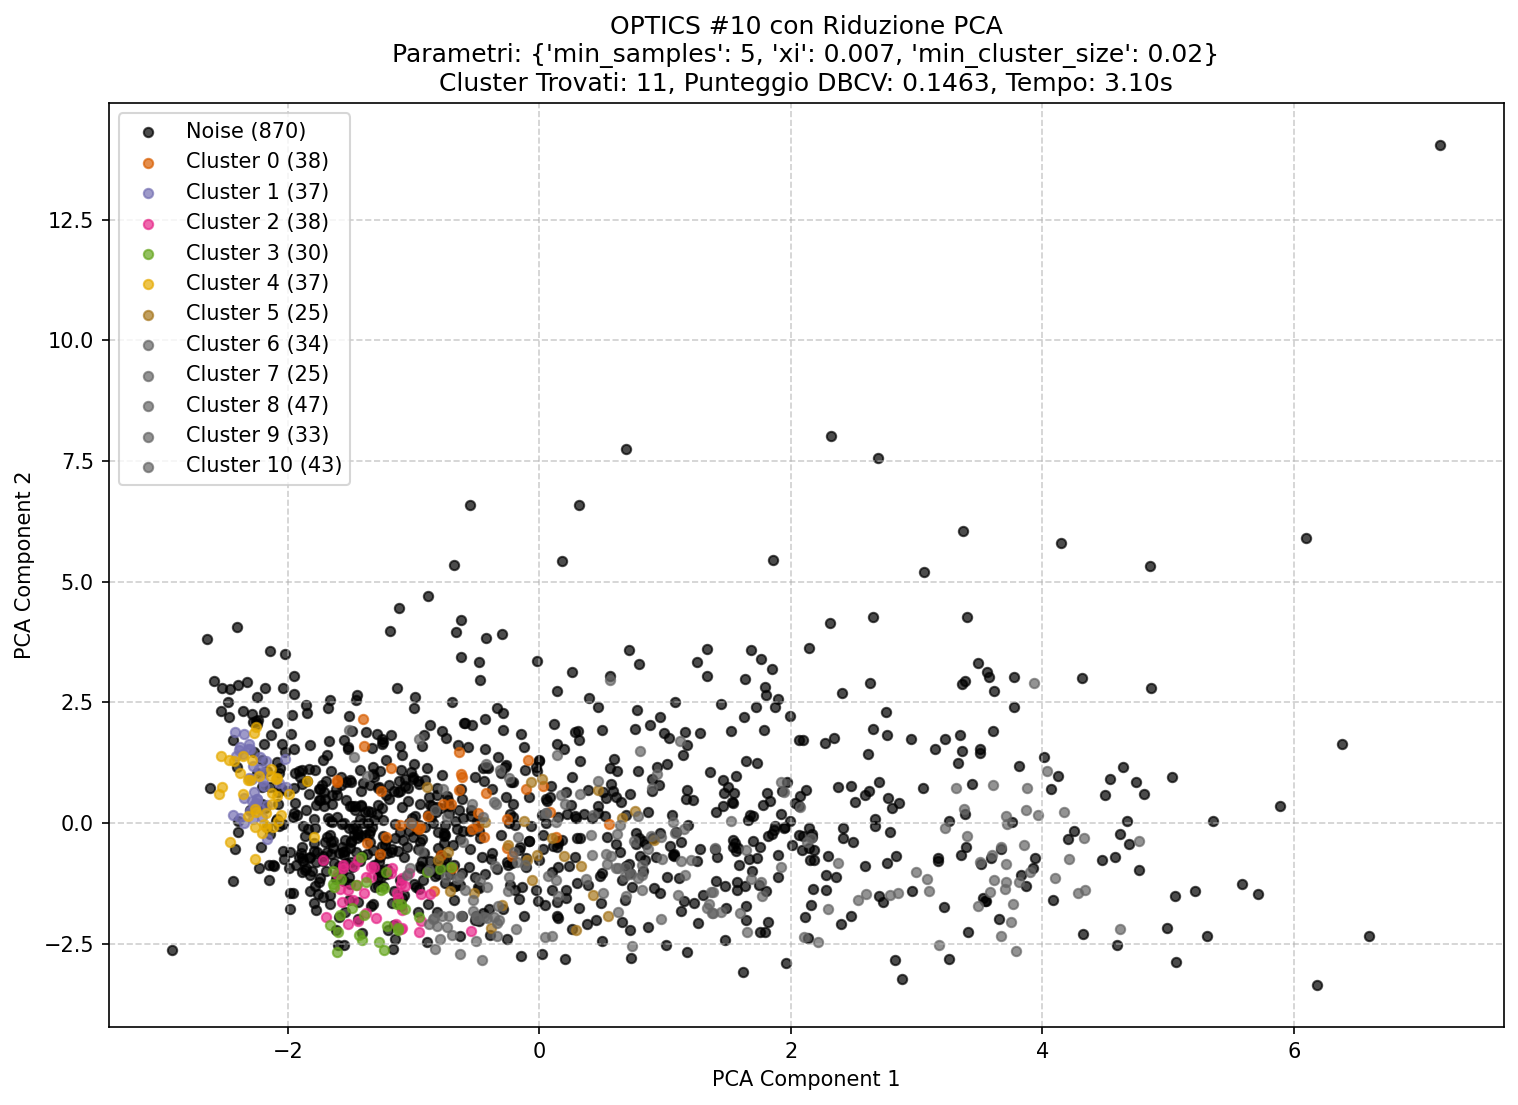 OPTICS #10 con Riduzione PCA
Parametri: {'min_samples': 5, 'xi': 0.007, 'min_cluster_size': 0.02}
Cluster Trovati: 11, Punteggio DBCV: 0.1463, Tempo: 3.10s
Noise (870)
Cluster 0 (38)
Cluster 1 (37)
Cluster 2 (38)
Cluster 3 (30)
Cluster 4 (37)
Cluster 5 (25)
Cluster 6 (34)
Cluster 7 (25)
Cluster 8 (47)
Cluster 9 (33)
Cluster 10 (43)
12.5
10.0
7.5
5.0
2.5
0.0
−2.5
PCA Component 2
−2
0
2
4
6
PCA Component 1